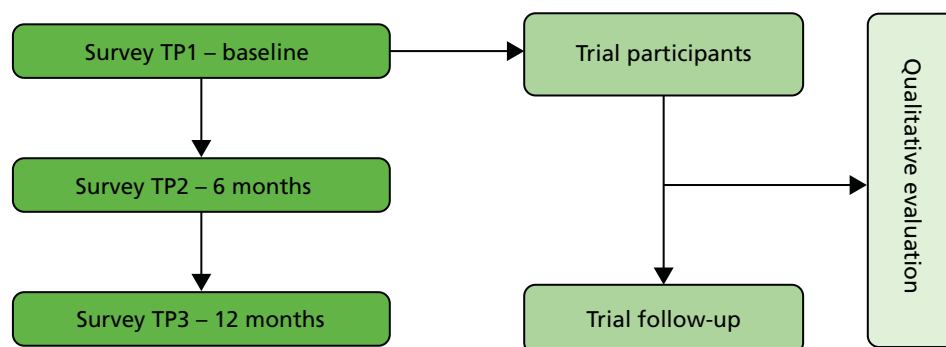 Survey TP1 – baseline
Trial participants
Qualitative evaluation
Survey TP2 – 6 months
Survey TP3 – 12 months
Trial follow-up